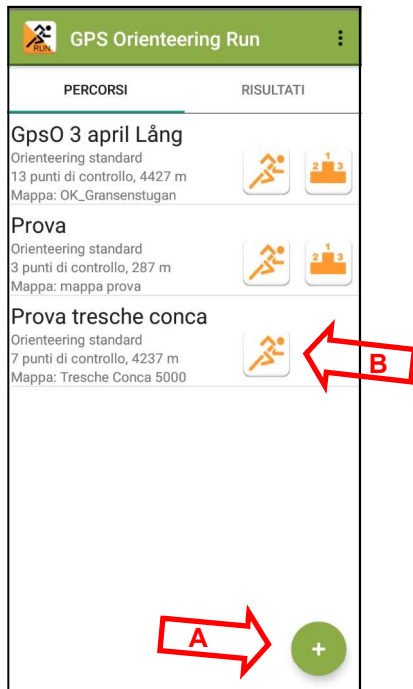 RUN
GPS Orienteering Run
PERCORSI
RISULTATI
GpsO 3 april Lång
Orienteering standard
13 punti di controllo, 4427 m
Mappa: OK_Gransenstugan
1
2 3
Prova
Orienteering standard
3 punti di controllo, 287 m
Mappa: mappa prova
1
2 3
Prova tresche conca
Orienteering standard
7 punti di controllo, 4237 m
Mappa: Tresche Conca 5000
B
A
+